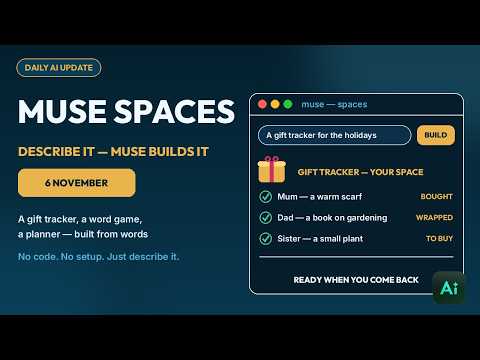 DAILY AI UPDATE
MUSE SPACES
DESCRIBE IT — MUSE BUILDS IT
6 NOVEMBER
A gift tracker, a word game,
a planner — built from words
No code. No setup. Just describe it.
muse — spaces
A gift tracker for the holidays
BUILD
GIFT TRACKER — YOUR SPACE
Mum — a warm scarf BOUGHT
Dad — a book on gardening WRAPPED
Sister — a small plant TO BUY
READY WHEN YOU COME BACK
Ai